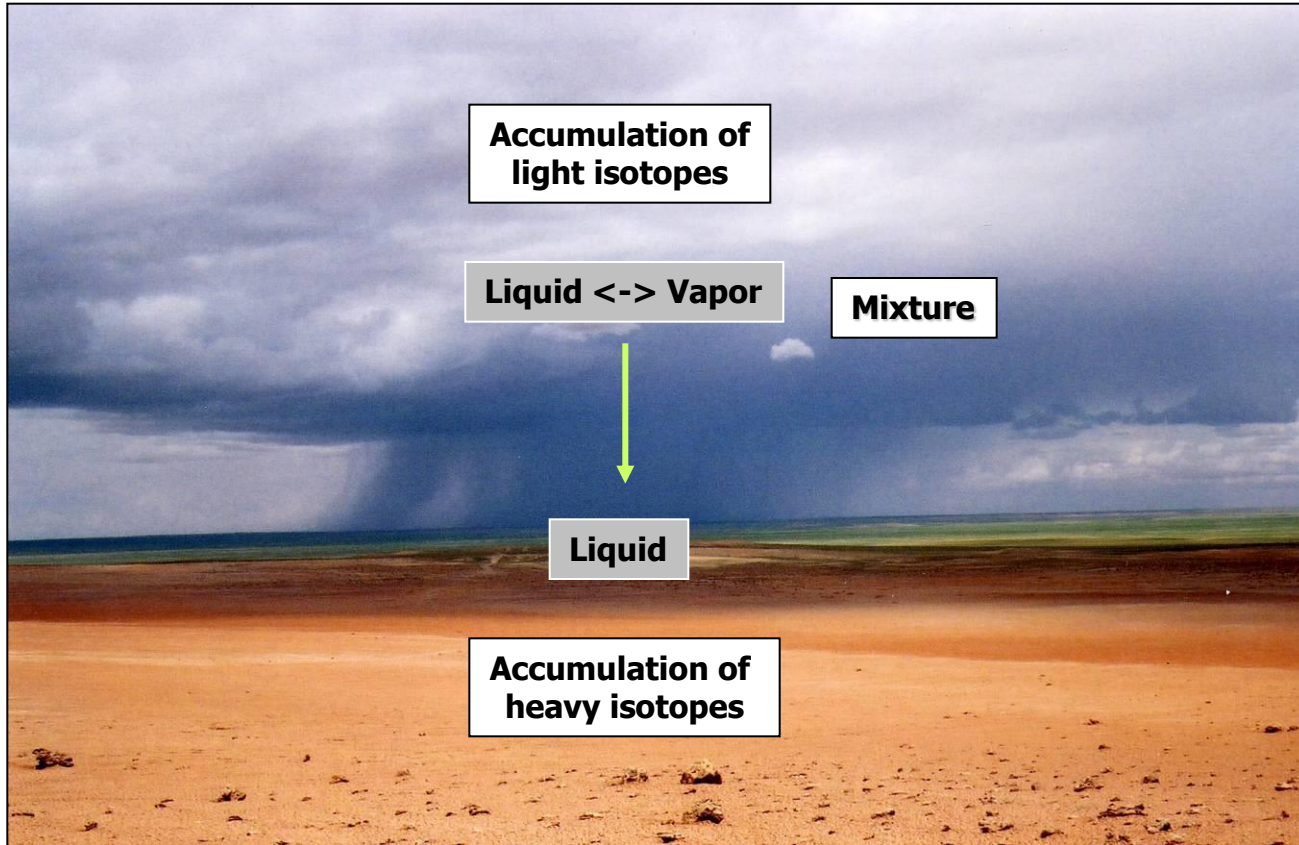 Accumulation of
light isotopes
Liquid <-> Vapor
Mixture
Liquid
Accumulation of
heavy isotopes